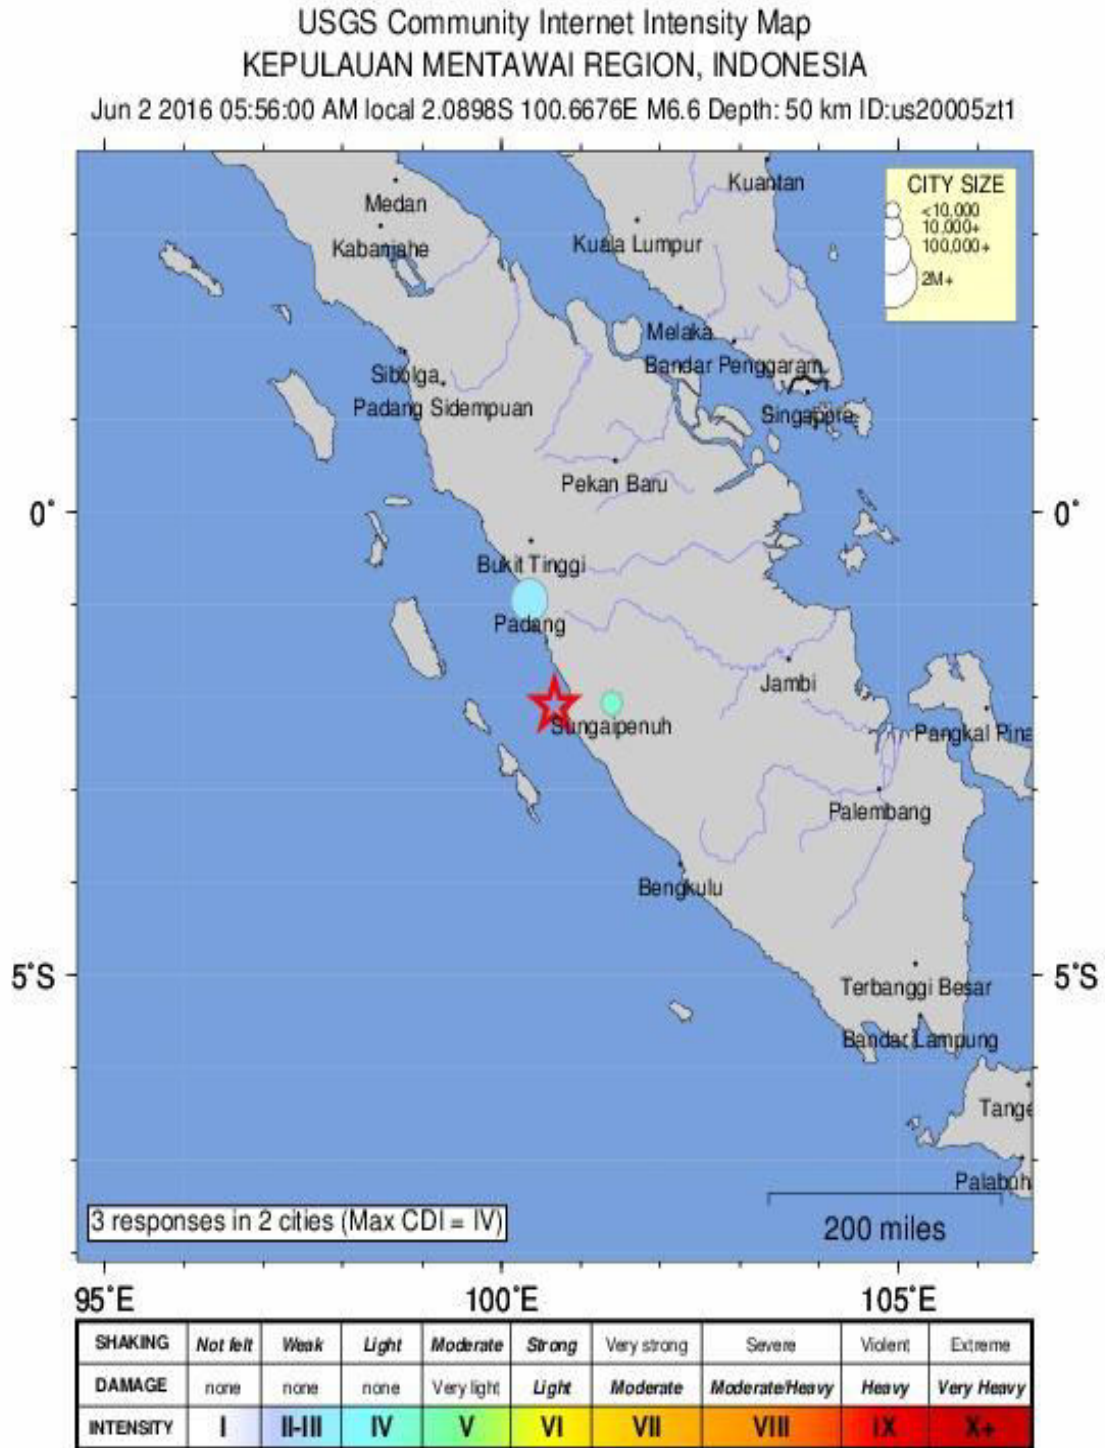 USGS Community Internet Intensity Map
KEPULAUAN MENTAWAI REGION, INDONESIA
Jun 2 2016 05:56:00 AM local 2.0898S 100.6676E M6.6 Depth: 50 km ID:us20005zt1
CITY SIZE
<10,000
10,000+
100,000+
2M+
Kuantan
Medan
Kabanjahe
Kuala Lumpur
Melaka
Bandar Penggaram
Sibolga
Padang Sidempuan
Singapore
Pekan Baru
0° 0°
Bukit Tinggi
Padang
Jambi
Sungaipenuh
Pangkal Pina
Palembang
Bengkulu
5°S 5°S
Terbanggi Besar
Bandar Lampung
Tange
Palabuh
3 responses in 2 cities (Max CDI = IV)
200 miles
95°E 100°E 105°E
SHAKING Not felt Weak Light Moderate Strong Very strong Severe Violent Extreme
DAMAGE none none none Very light Light Moderate Moderate/Heavy Heavy Very Heavy
INTENSITY I II-III IV V VI VII VIII IX X+